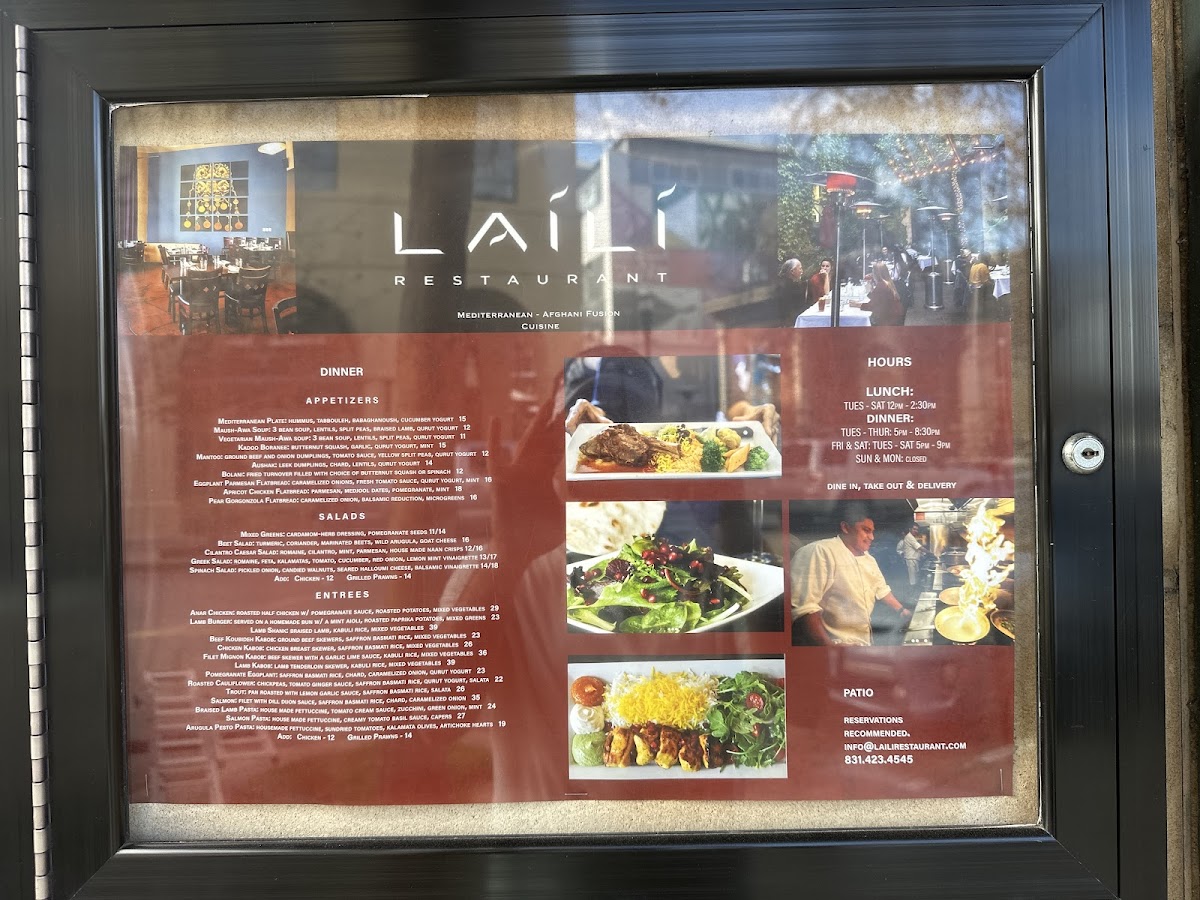 LAILI
RESTAURANT
Mediterranean - Afghani Fusion
Cuisine
DINNER
APPETIZERS
Mediterranean Plate: hummus, tabbouleh, babaghanoush, cucumber yogurt 15
Maush-Awa Soup: 3 bean soup, lentils, split peas, braised lamb, qurut yogurt 12
Vegetarian Maush-Awa soup: 3 bean soup, lentils, split peas, qurut yogurt 11
Kadoo Boranee: butternut squash, garlic, qurut yogurt, mint 15
Mantoo: ground beef and onion dumplings, tomato sauce, yellow split peas, qurut yogurt 12
Aushak: leek dumplings, chard, lentils, qurut yogurt 14
Bolani: fried turnover filled with choice of butternut squash or spinach 12
Eggplant Parmesan Flatbread: caramelized onions, fresh tomato sauce, qurut yogurt, mint 16
Apricot Chicken Flatbread: parmesan, medjool dates, pomegranate, mint 18
Pear Gorgonzola Flatbread: caramelized onion, balsamic reduction, microgreens 16
SALADS
Mixed Greens: cardamom-herb dressing, pomegranate seeds 11/14
Beet Salad: turmeric, coriander, marinated beets, wild arugula, goat cheese 16
Cilantro Caesar Salad: romaine, cilantro, mint, parmesan, house made naan crisps 12/16
Greek Salad: romaine, feta, kalamatas, tomato, cucumber, red onion, lemon mint vinaigrette 13/17
Spinach Salad: pickled onion, candied walnuts, seared halloumi cheese, balsamic vinaigrette 14/18
Add: Chicken - 12 Grilled Prawns - 14
ENTREES
Anar Chicken: roasted half chicken w/ pomegranate sauce, roasted potatoes, mixed vegetables 29
Lamb Burger: served on a homemade bun w/ a mint aioli, roasted paprika potatoes, mixed greens 23
Lamb Shank: braised lamb, kabuli rice, mixed vegetables 39
Beef Koubideh Kabob: ground beef skewers, saffron basmati rice, mixed vegetables 23
Chicken Kabob: chicken breast skewer, saffron basmati rice, mixed vegetables 26
Filet Mignon Kabob: beef skewer with a garlic lime sauce, kabuli rice, mixed vegetables 36
Lamb Kabob: lamb tenderloin skewer, kabuli rice, mixed vegetables 39
Pomegranate Eggplant: saffron basmati rice, chard, caramelized onion, qurut yogurt 23
Roasted Cauliflower: chickpeas, tomato ginger sauce, saffron basmati rice, qurut yogurt, salata 22
Trout: pan roasted with lemon garlic sauce, saffron basmati rice, salata 26
Salmon: filet with dill dijon sauce, saffron basmati rice, chard, caramelized onion 35
Braised Lamb Pasta: house made fettuccine, tomato cream sauce, zucchini, green onion, mint 24
Salmon Pasta: house made fettuccine, creamy tomato basil sauce, capers 27
Arugula Pesto Pasta: housemade fettuccine, sundried tomatoes, kalamata olives, artichoke hearts 19
Add: Chicken - 12 Grilled Prawns - 14
HOURS
LUNCH:
TUES - SAT 12PM - 2:30PM
DINNER:
TUES - THUR: 5PM - 8:30PM
FRI & SAT: TUES - SAT 5PM - 9PM
SUN & MON: CLOSED
DINE IN, TAKE OUT & DELIVERY
PATIO
RESERVATIONS
RECOMMENDED.
INFO@LAILIRESTAURANT.COM
831.423.4545